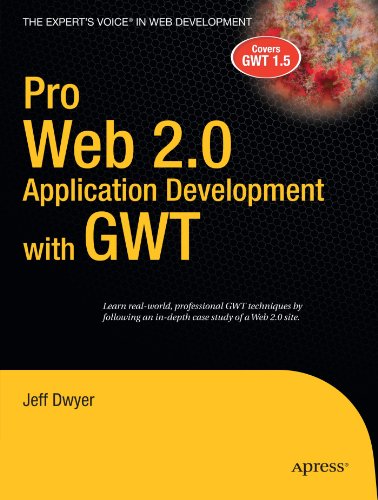 THE EXPERT'S VOICE® IN WEB DEVELOPMENT
Covers
GWT 1.5
Pro
Web 2.0
Application Development
with GWT
Learn real-world, professional GWT techniques by
following an in-depth case study of a Web 2.0 site.
Jeff Dwyer
Apress®